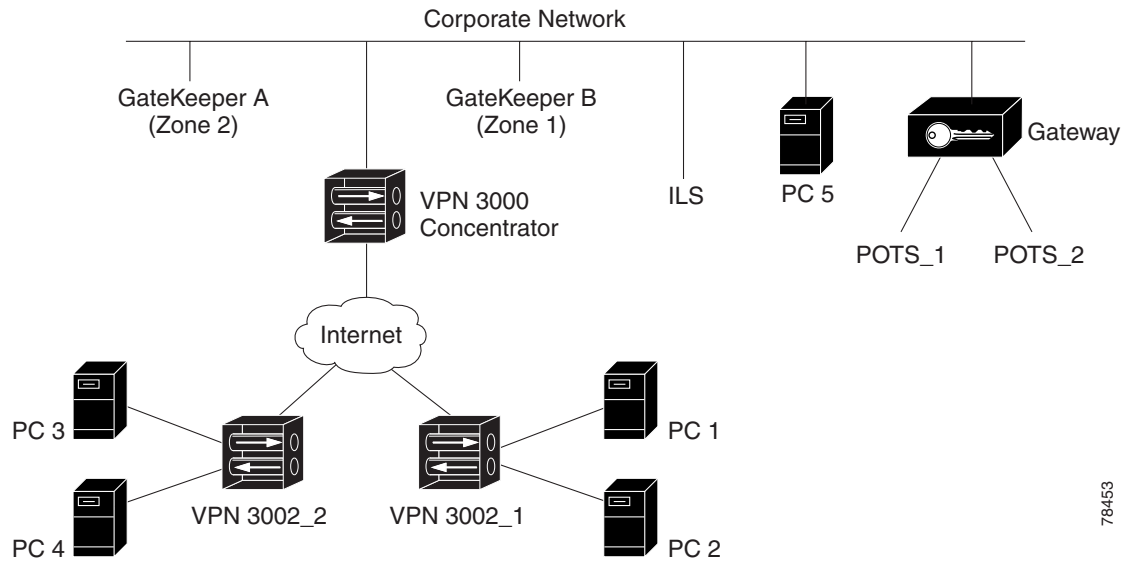 Corporate Network
GateKeeper A
(Zone 2)
GateKeeper B
(Zone 1)
ILS
PC 5
Gateway
VPN 3000
Concentrator
POTS_1
POTS_2
Internet
PC 3
PC 1
VPN 3002_2
VPN 3002_1
PC 4
PC 2
78453